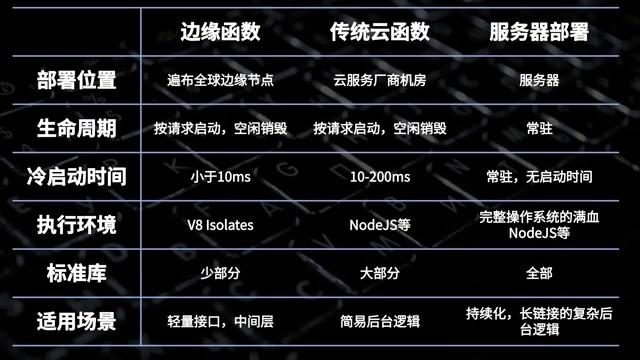 边缘函数 传统云函数 服务器部署
部署位置 遍布全球边缘节点 云服务厂商机房 服务器
生命周期 按请求启动，空闲销毁 按请求启动，空闲销毁 常驻
冷启动时间 小于10ms 10-200ms 常驻，无启动时间
执行环境 V8 Isolates NodeJS等 完整操作系统的满血
NodeJS等
标准库 少部分 大部分 全部
适用场景 轻量接口，中间层 简易后台逻辑 持续化，长链接的复杂后
台逻辑